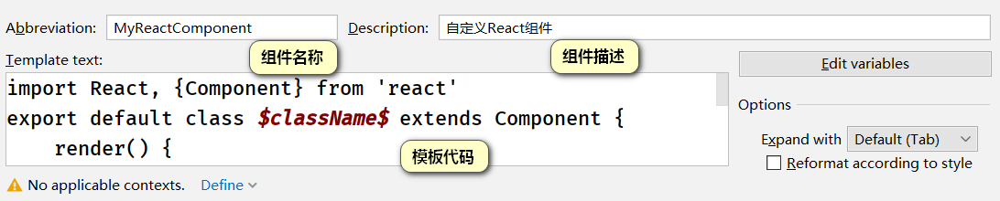 Abbreviation: MyReactComponent Description: 自定义React组件
组件名称 组件描述
Template text:
Edit variables
import React, {Component} from 'react'
export default class $className$ extends Component {
render() {
模板代码
Options
Expand with Default (Tab)
Reformat according to style
No applicable contexts. Define